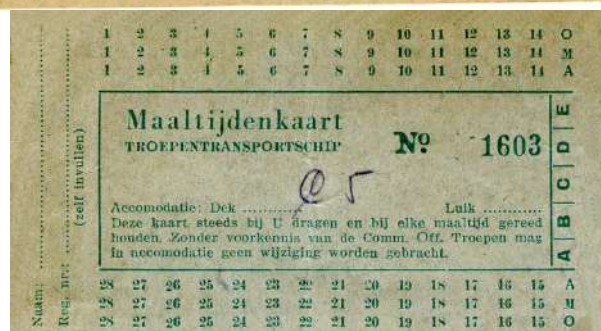 1 2 3 4 5 6 7 8 9 10 11 12 13 14 O
1 2 3 4 5 6 7 8 9 10 11 12 13 14 M
1 2 3 4 5 6 7 8 9 10 11 12 13 14 A
Maaltijdenkaart
TROEPENTRANSPORTSCHIP
Nº 1603
C 5
Accomodatie: Dek .............. Luik ..............
Deze kaart steeds bij U dragen en bij elke maaltijd gereed
houden. Zonder voorkennis van de Comm. Off. Troepen mag
in accomodatie geen wijziging worden gebracht.
A B C D E
28 27 26 25 24 23 22 21 20 19 18 17 16 15 A
28 27 26 25 24 23 22 21 20 19 18 17 16 15 M
28 27 26 25 24 23 22 21 20 19 18 17 16 15 O
Naam: ..............
Reg. nr.: ..............
(zelf invullen)